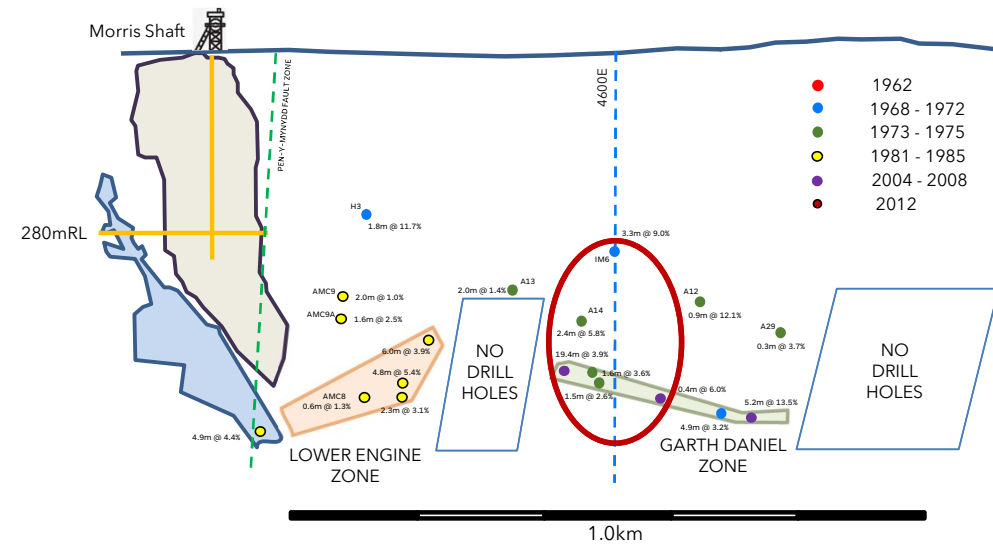 Morris Shaft
PEN-Y-MYNYDD FAULT ZONE
4600E
1962
1968 - 1972
1973 - 1975
1981 - 1985
2004 - 2008
2012
H3
1.8m @ 11.7%
280mRL
3.3m @ 9.0%
IM6
AMC9
2.0m @ 1.0%
AMC9A
1.6m @ 2.5%
A13
2.0m @ 1.4%
A14
2.4m @ 5.8%
A12
0.9m @ 12.1%
A29
0.3m @ 3.7%
6.0m @ 3.9%
4.8m @ 5.4%
AMC8
0.6m @ 1.3%
2.3m @ 3.1%
4.9m @ 4.4%
NO
DRILL
HOLES
19.4m @ 3.9%
1.6m @ 3.6%
1.5m @ 2.6%
0.4m @ 6.0%
5.2m @ 13.5%
4.9m @ 3.2%
NO
DRILL
HOLES
LOWER ENGINE
ZONE
GARTH DANIEL
ZONE
1.0km